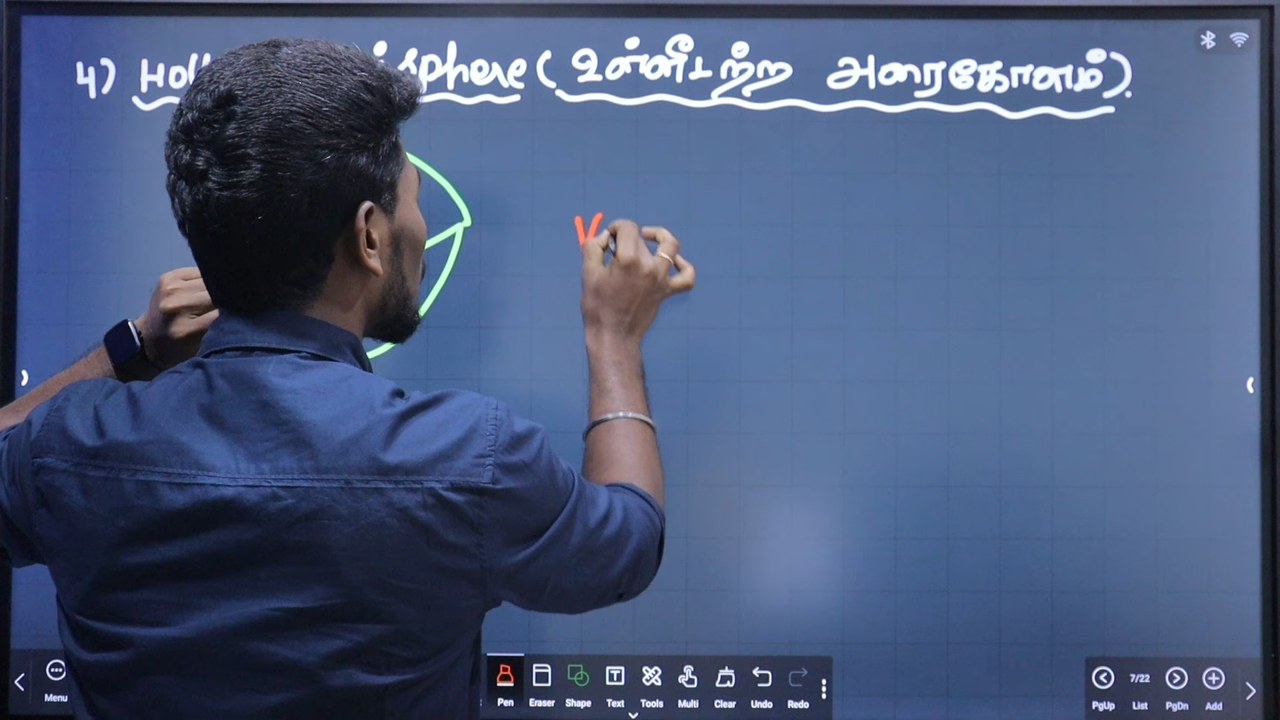 4) Hol sphere (உள்ளீடற்ற அரைகோளம்).
V
Menu
Pen Eraser Shape Text Tools Multi Clear Undo Redo
7/22
PgUp List PgDn Add